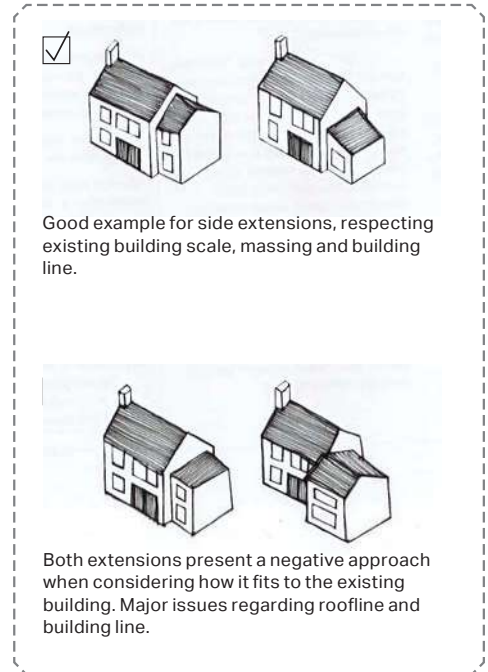 Good example for side extensions, respecting
existing building scale, massing and building
line.
Both extensions present a negative approach
when considering how it fits to the existing
building. Major issues regarding roofline and
building line.